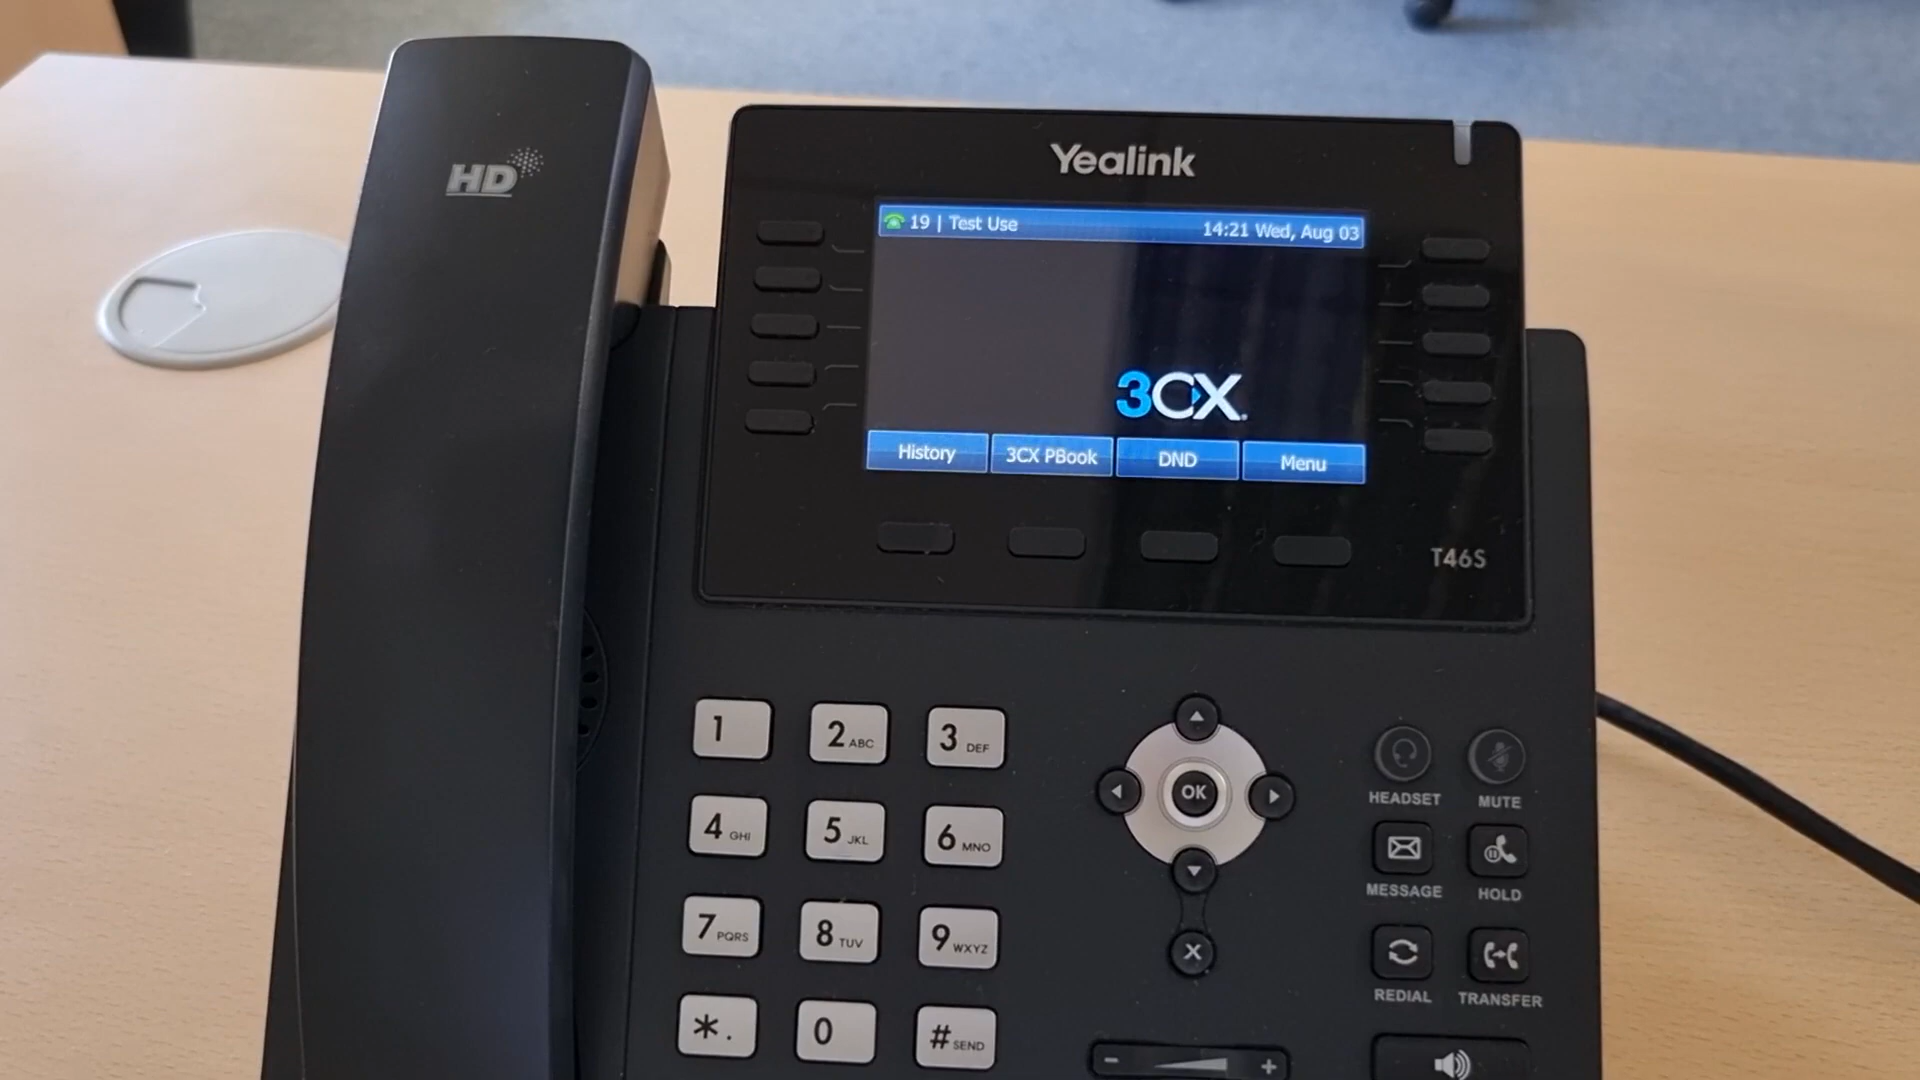 HD
Yealink
19 | Test Use 14:21 Wed, Aug 03
3CX
History 3CX PBook DND Menu
T46S
1 2 ABC 3 DEF
4 GHI 5 JKL 6 MNO
7 PQRS 8 TUV 9 WXYZ
*. 0 # SEND
OK
X
HEADSET MUTE
MESSAGE HOLD
REDIAL TRANSFER
- +